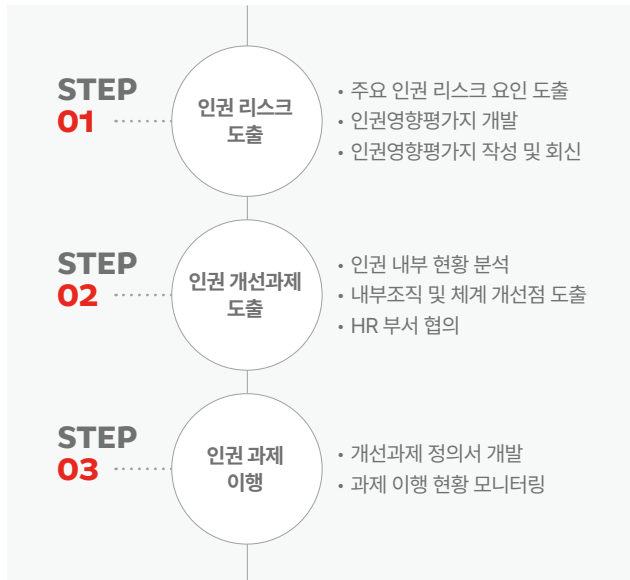 STEP
01
인권 리스크
도출
• 주요 인권 리스크 요인 도출
• 인권영향평가지 개발
• 인권영향평가지 작성 및 회신
STEP
02
인권 개선과제
도출
• 인권 내부 현황 분석
• 내부조직 및 체계 개선점 도출
• HR 부서 협의
STEP
03
인권 과제
이행
• 개선과제 정의서 개발
• 과제 이행 현황 모니터링